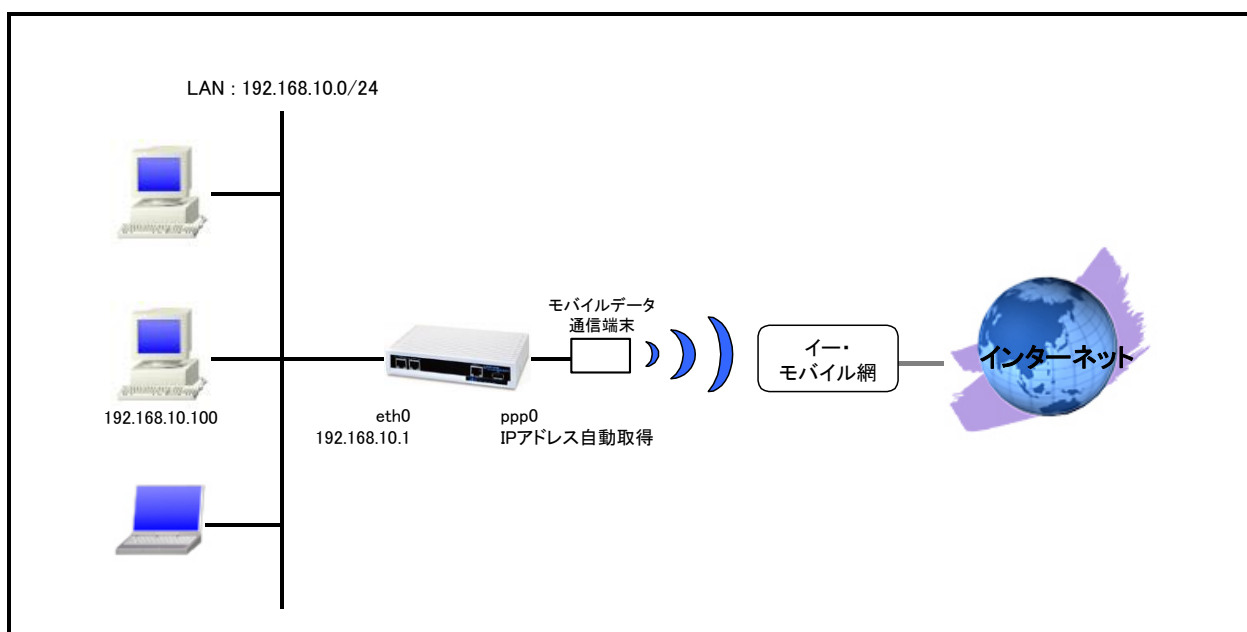 LAN : 192.168.10.0/24
モバイルデータ
通信端末
イー・
モバイル網
インターネット
192.168.10.100
eth0
192.168.10.1
ppp0
IPアドレス自動取得